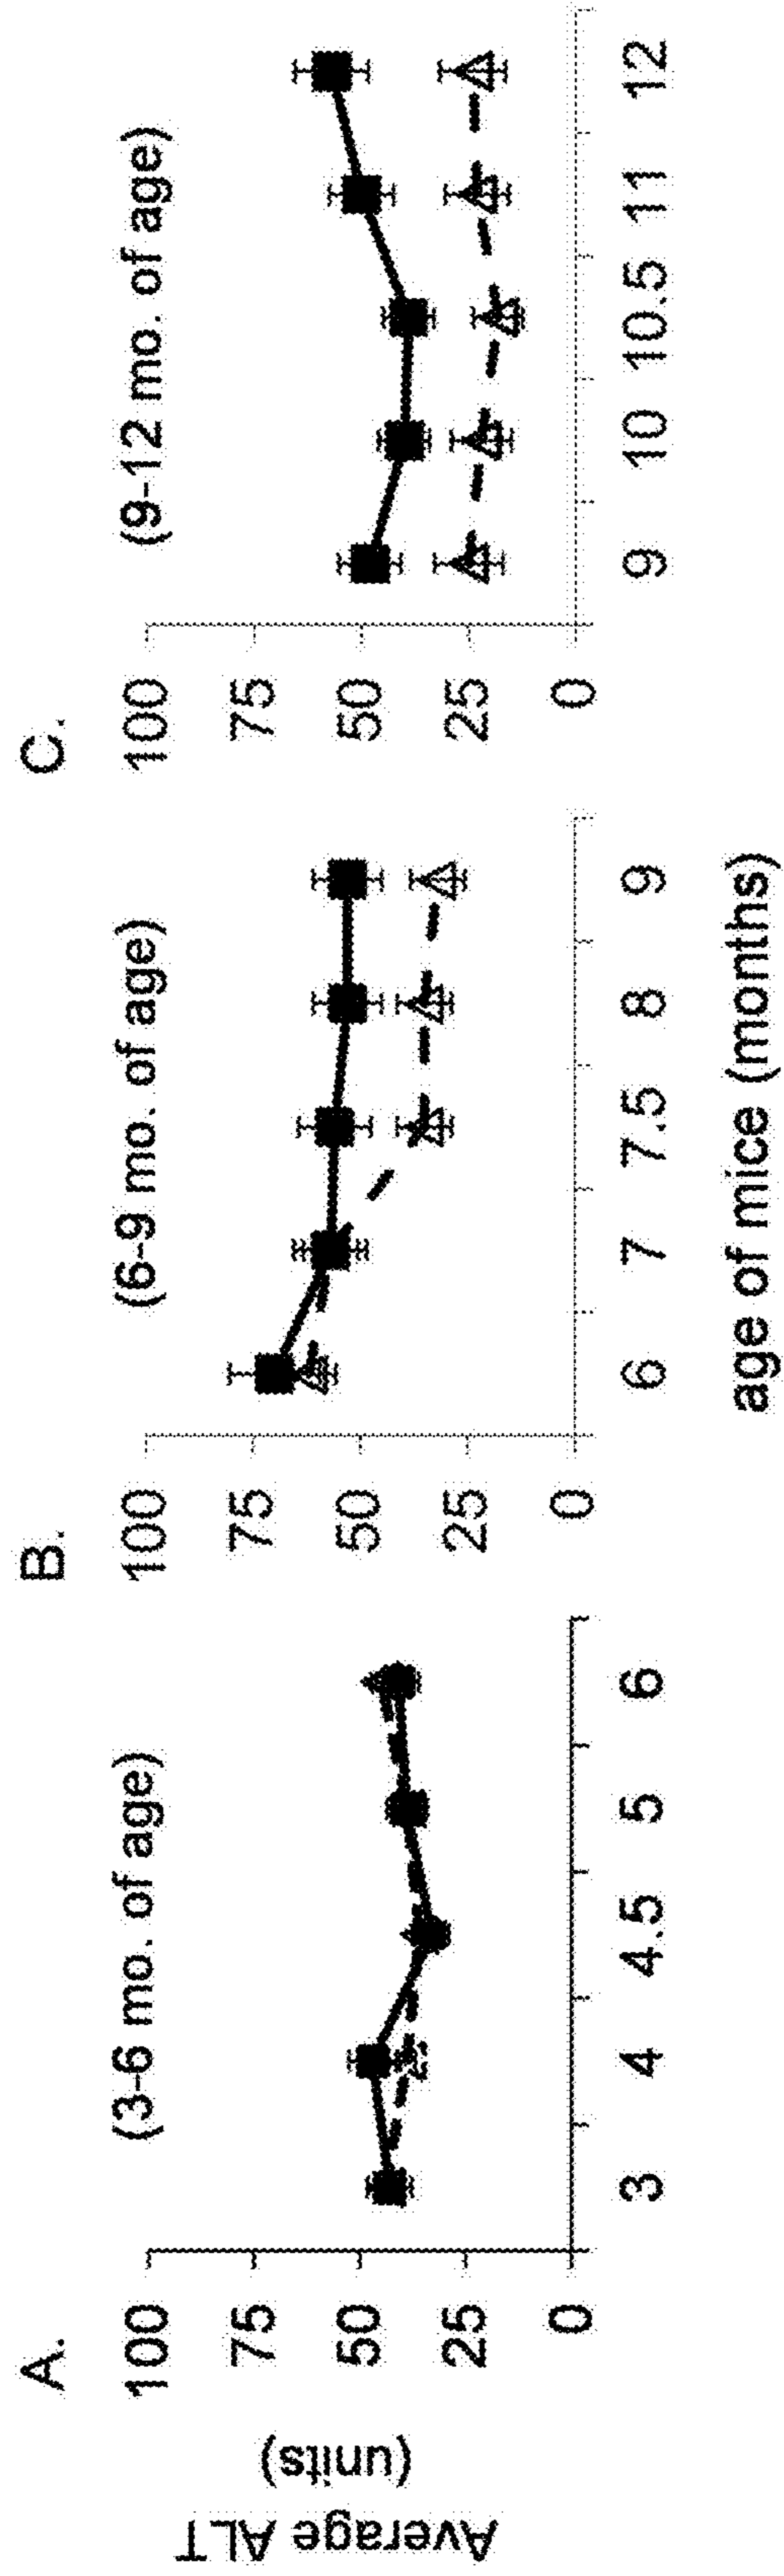 A.
(3-6 mo. of age)
Average ALT
(units)
100
75
50
25
0
3 4 4.5 5 6
B.
(6-9 mo. of age)
100
75
50
25
0
6 7 7.5 8 9
C.
(9-12 mo. of age)
100
75
50
25
0
9 10 10.5 11 12
age of mice (months)